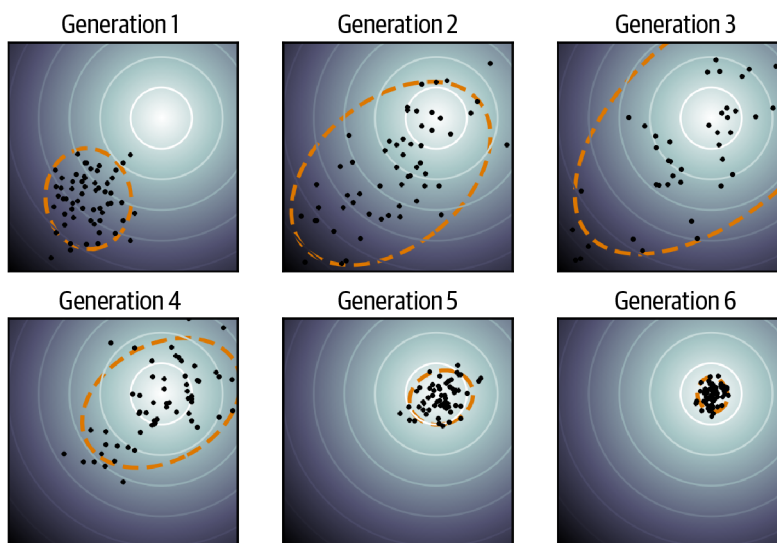 Generation 1
Generation 2
Generation 3
Generation 4
Generation 5
Generation 6